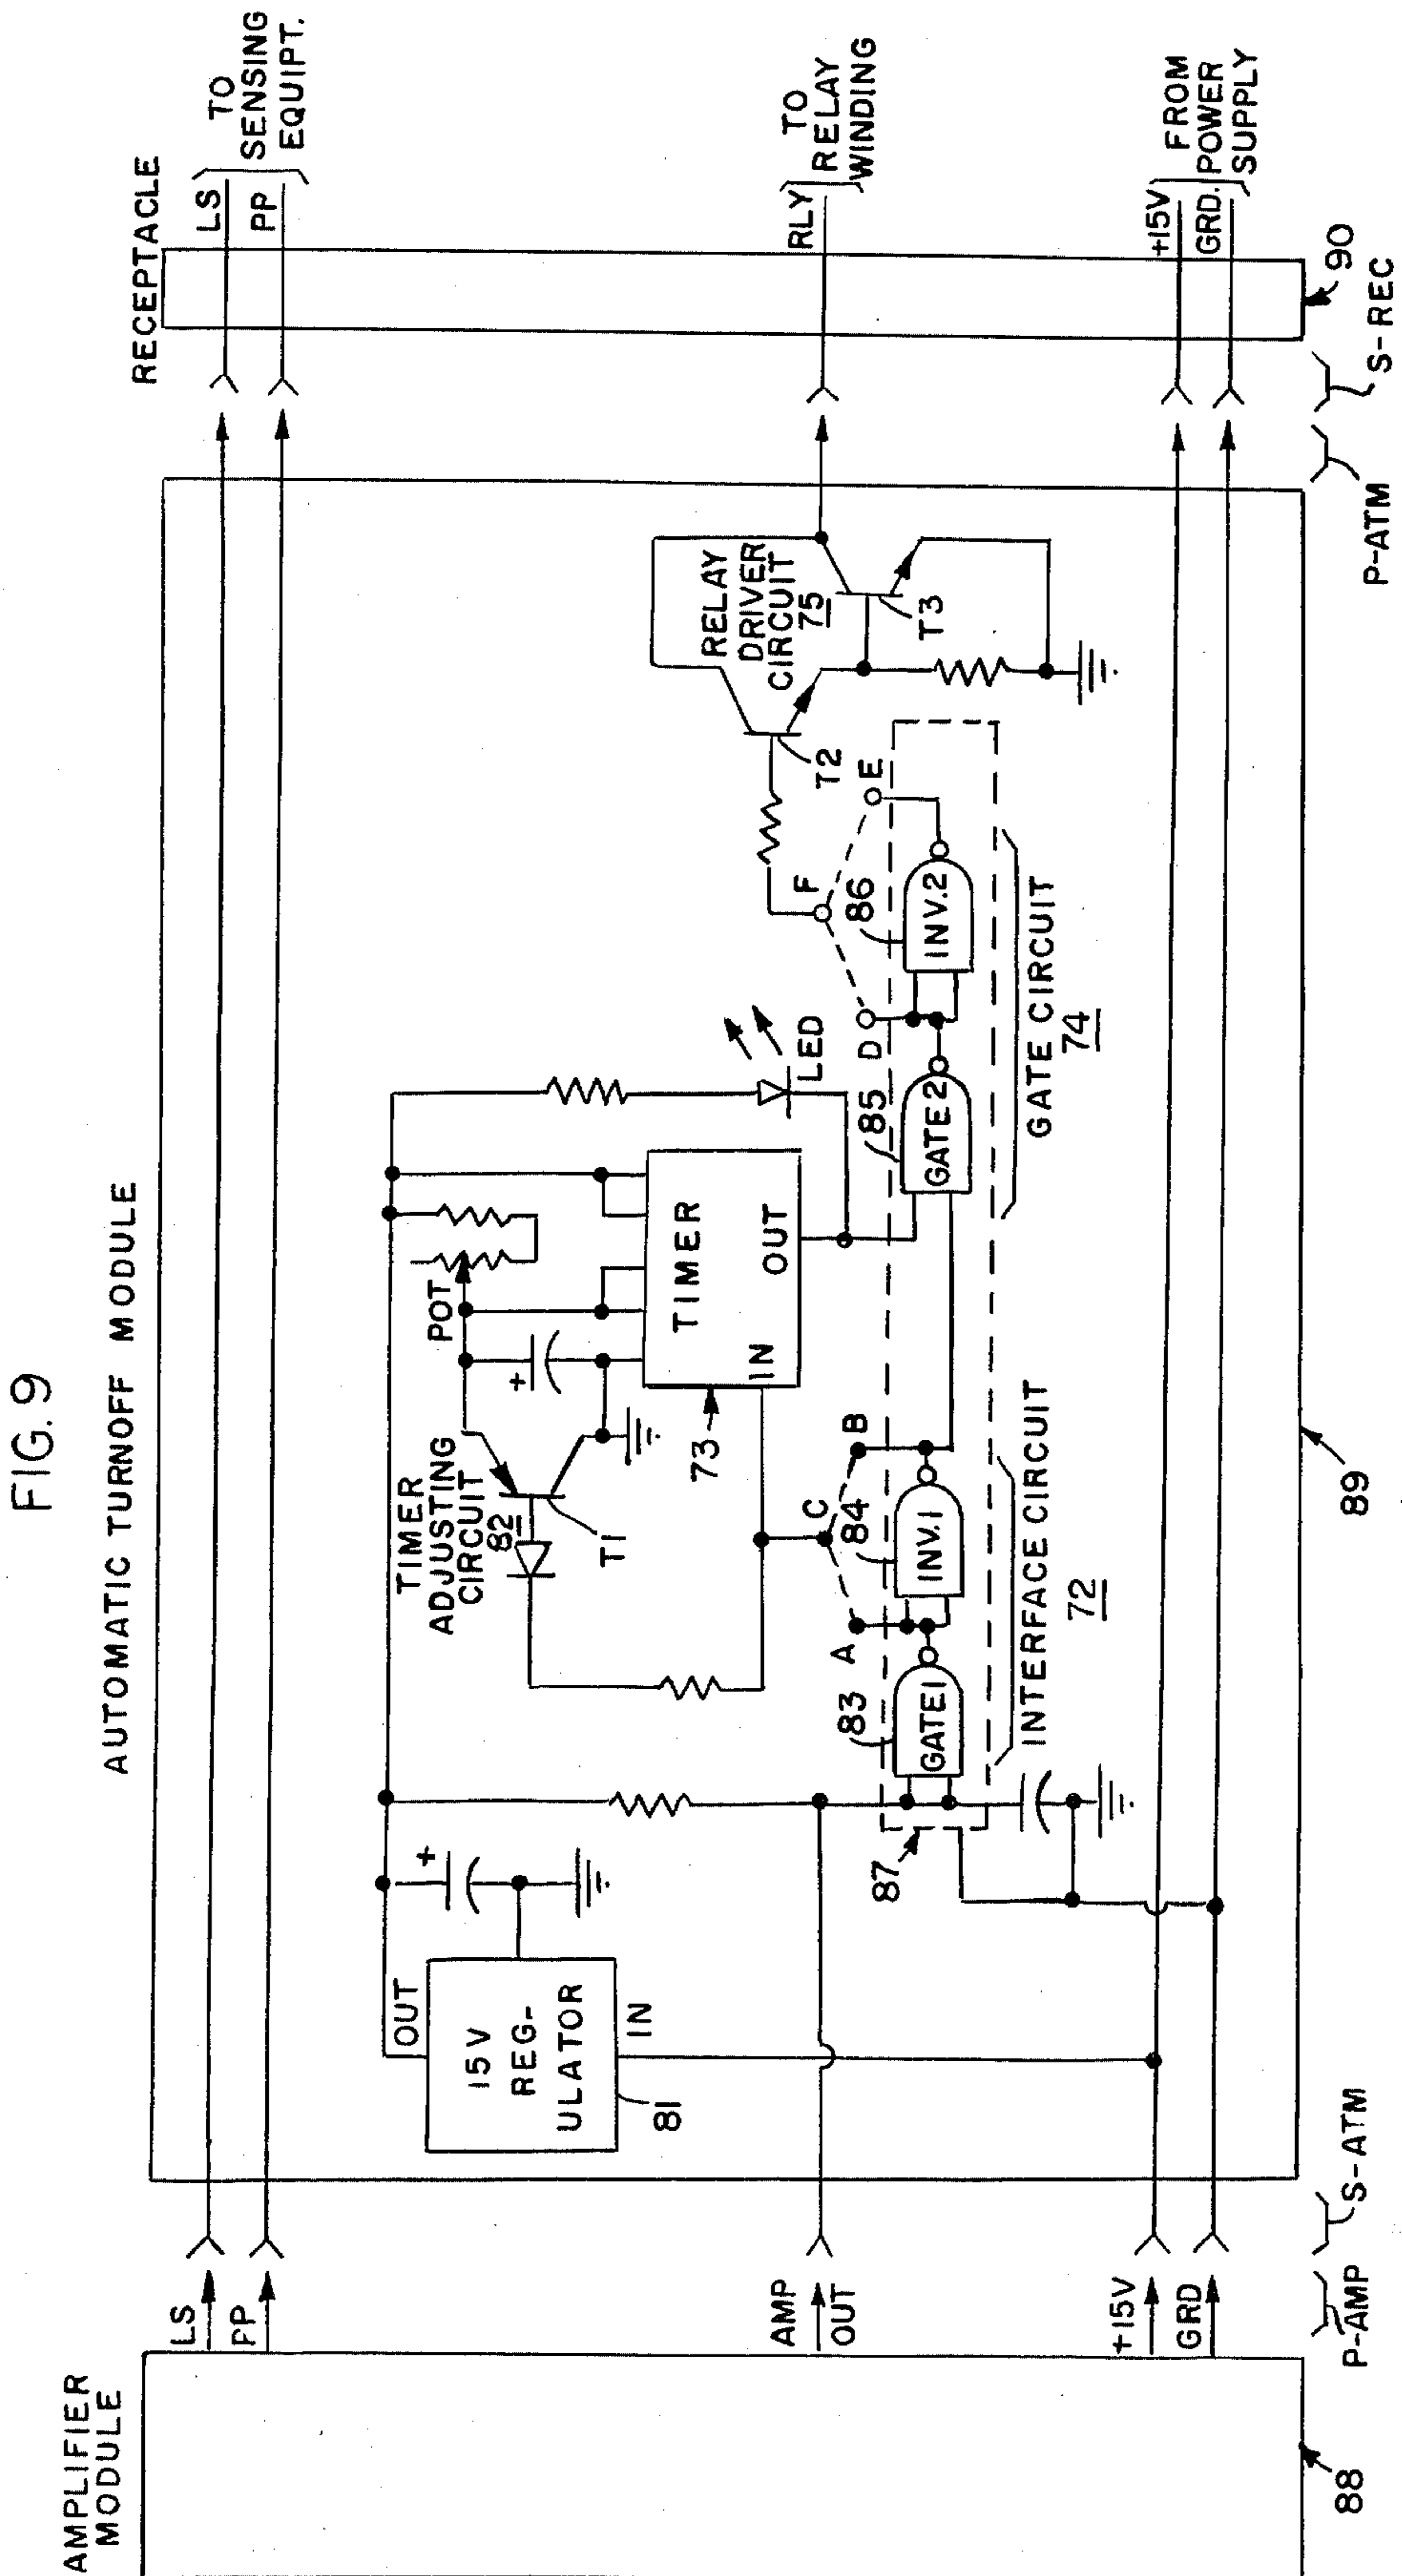 FIG. 9
AUTOMATIC TURNOFF MODULE
AMPLIFIER
MODULE
88
LS
PP
AMP
OUT
+15V
GRD
P-AMP
S-ATM
OUT
15V
REG-
ULATOR
IN
81
+
87
TIMER
ADJUSTING
CIRCUIT
82
T1
+
POT
73
TIMER
IN
OUT
LED
A
C
B
83
GATE1
84
INV.1
INTERFACE CIRCUIT
72
85
GATE2
86
INV.2
D
F
E
GATE CIRCUIT
74
T2
RELAY
DRIVER
CIRCUIT
75
T3
89
P-ATM
S-REC
90
RECEPTACLE
LS
PP
TO
SENSING
EQUIPT.
RLY
TO
RELAY
WINDING
+15V
GRD.
FROM
POWER
SUPPLY